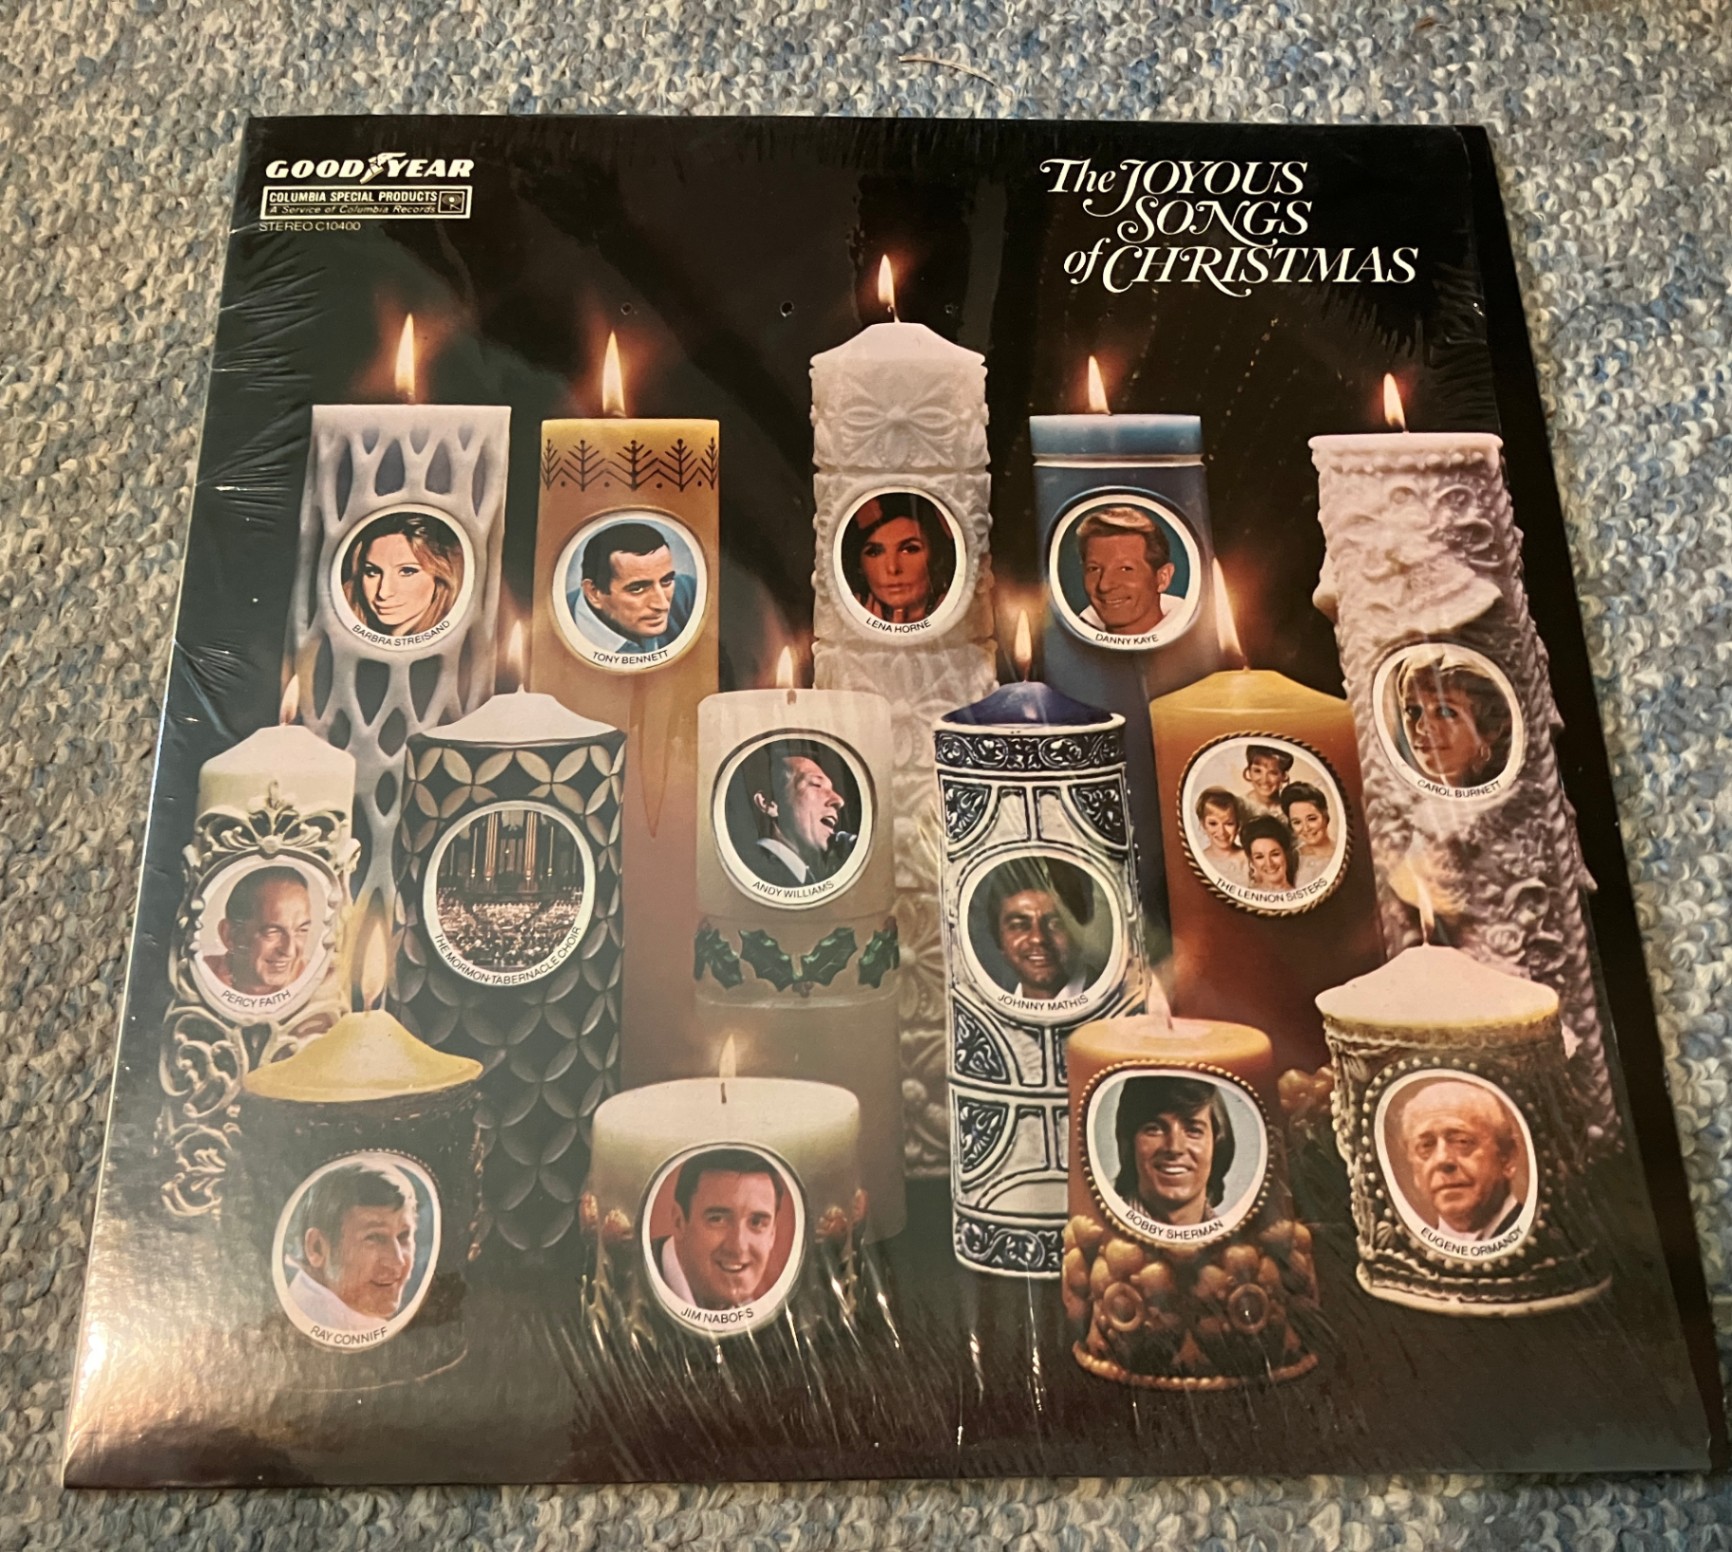 GOODYEAR
COLUMBIA SPECIAL PRODUCTS
A Service of Columbia Records
STEREO C10400
The JOYOUS
SONGS
of CHRISTMAS
BARBRA STREISAND
TONY BENNETT
LENA HORNE
DANNY KAYE
CAROL BURNETT
PERCY FAITH
THE MORMON TABERNACLE CHOIR
ANDY WILLIAMS
JOHNNY MATHIS
THE LENNON SISTERS
RAY CONNIFF
JIM NABORS
BOBBY SHERMAN
EUGENE ORMANDY